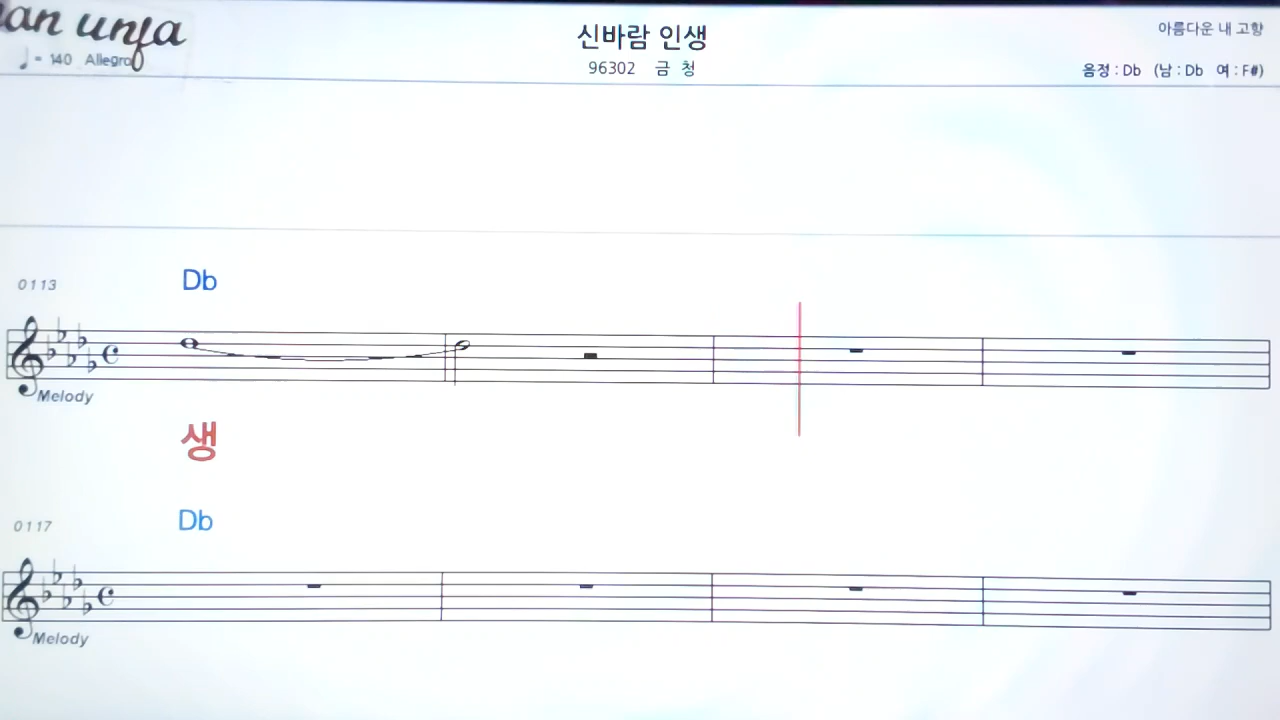 an unja
신바람 인생
아름다운 내 고향
♩= 140 Allegro
96302 금 청
음정 : Db (남 : Db 여 : F#)
0113
Db
Melody
생
0117
Db
Melody